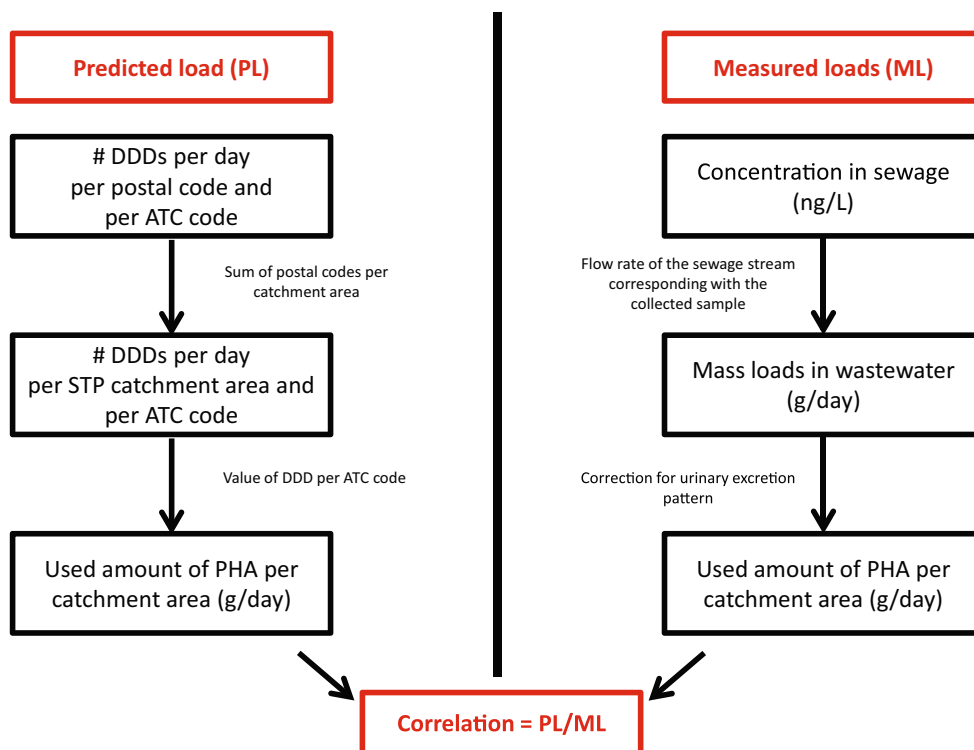 Predicted load (PL)
# DDDs per day
per postal code and
per ATC code
Sum of postal codes per
catchment area
# DDDs per day
per STP catchment area and
per ATC code
Value of DDD per ATC code
Used amount of PHA per
catchment area (g/day)
Measured loads (ML)
Concentration in sewage
(ng/L)
Flow rate of the sewage stream
corresponding with the
collected sample
Mass loads in wastewater
(g/day)
Correction for urinary excretion
pattern
Used amount of PHA per
catchment area (g/day)
Correlation = PL/ML